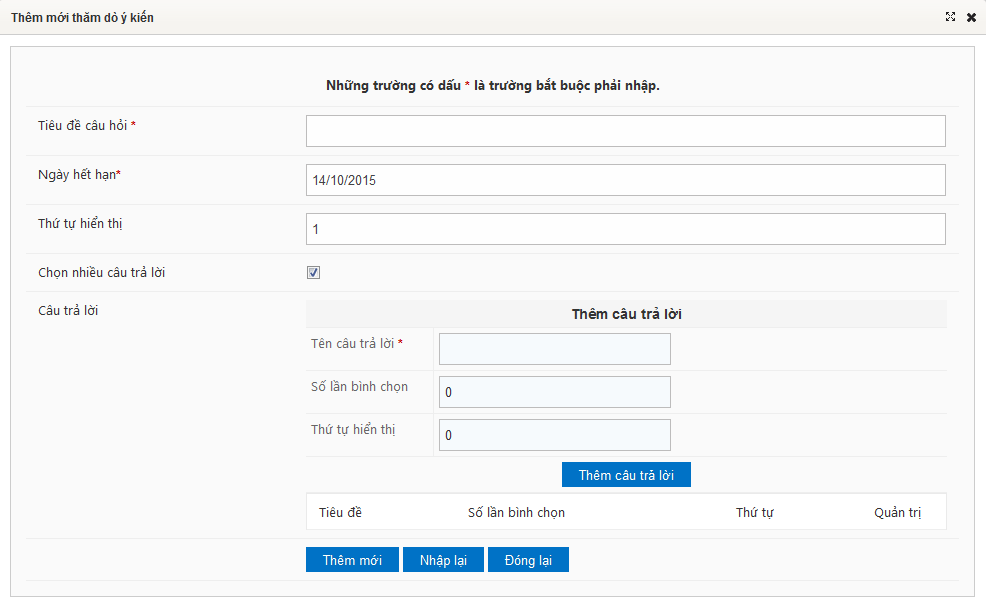 Thêm mới thăm dò ý kiến
Những trường có dấu * là trường bắt buộc phải nhập.
Tiêu đề câu hỏi *
Ngày hết hạn*
14/10/2015
Thứ tự hiển thị
1
Chọn nhiều câu trả lời
Câu trả lời
Thêm câu trả lời
Tên câu trả lời *
Số lần bình chọn
0
Thứ tự hiển thị
0
Thêm câu trả lời
Tiêu đề Số lần bình chọn Thứ tự Quản trị
Thêm mới Nhập lại Đóng lại